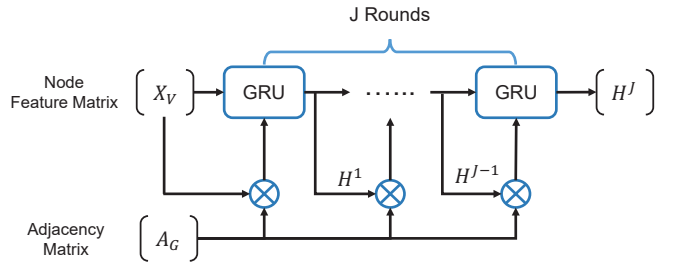 J Rounds
Node
Feature Matrix
X_V
GRU
......
GRU
H^J
H^1
H^{J-1}
Adjacency
Matrix
A_G